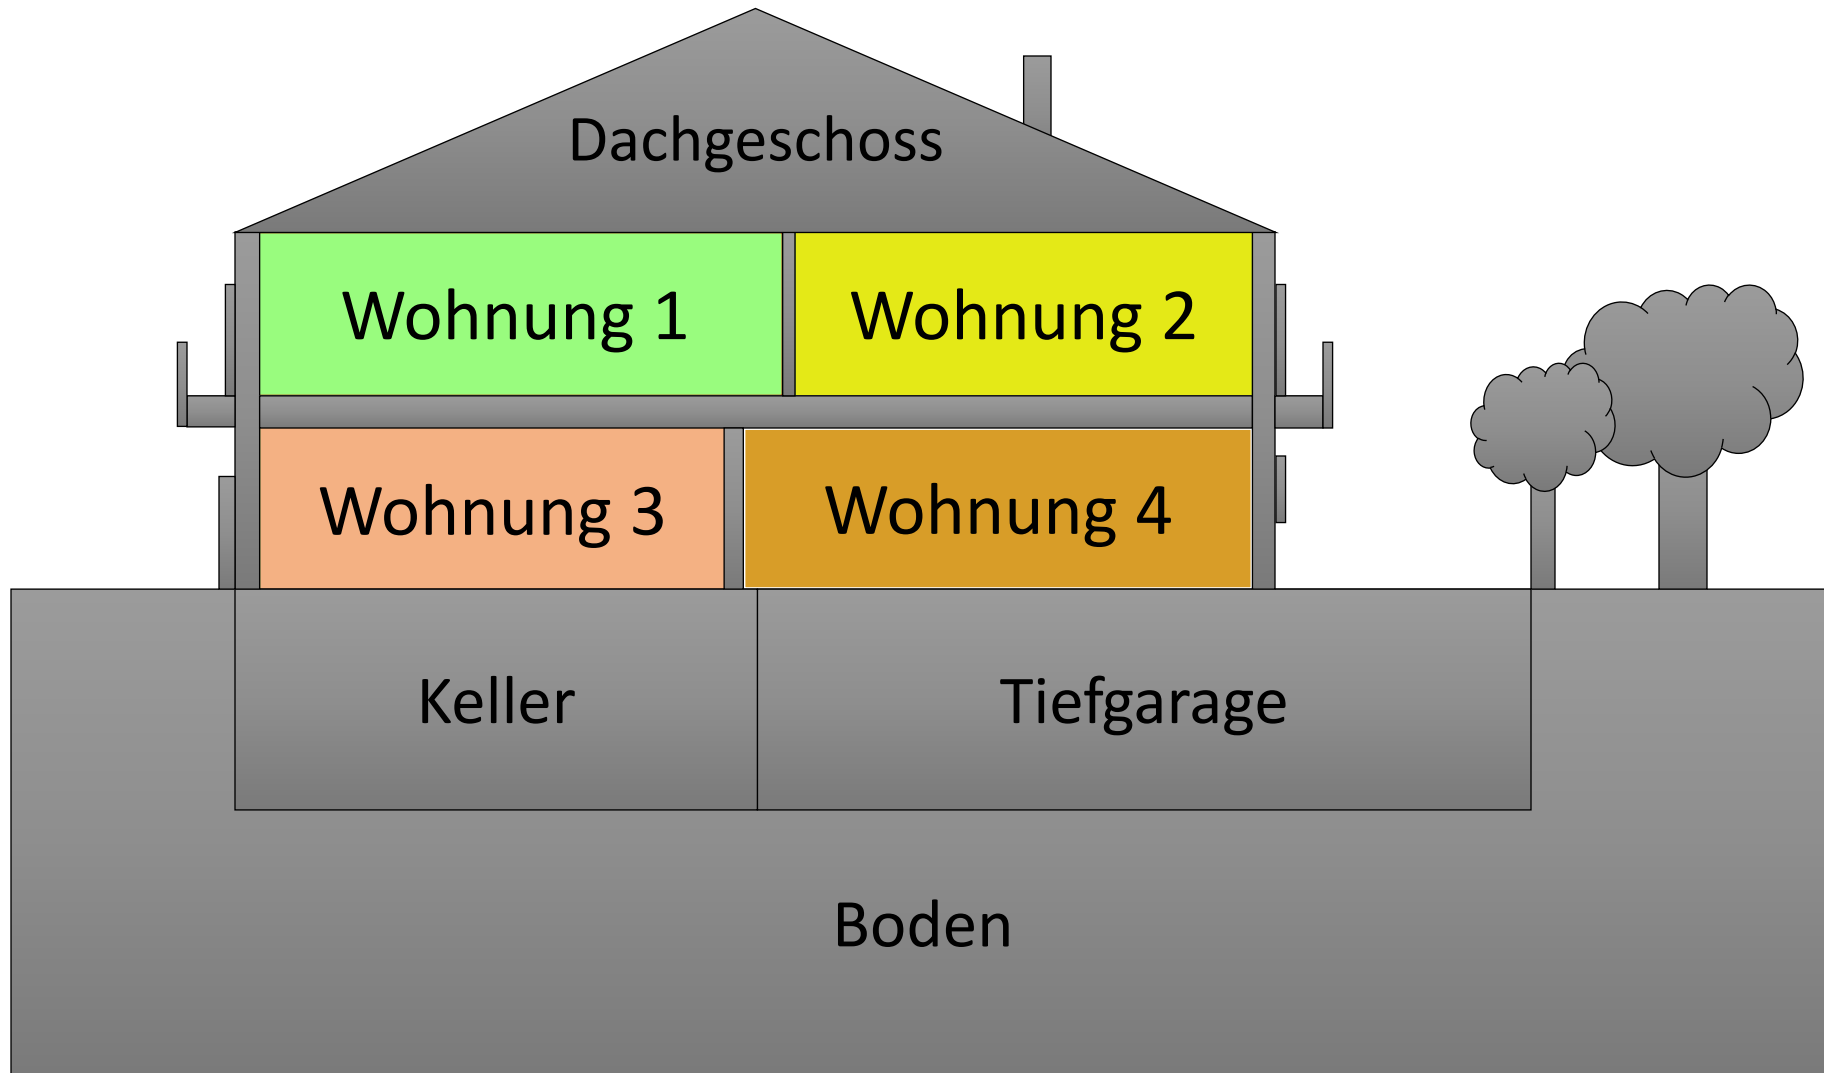 Dachgeschoss
Wohnung 1
Wohnung 2
Wohnung 3
Wohnung 4
Keller
Tiefgarage
Boden